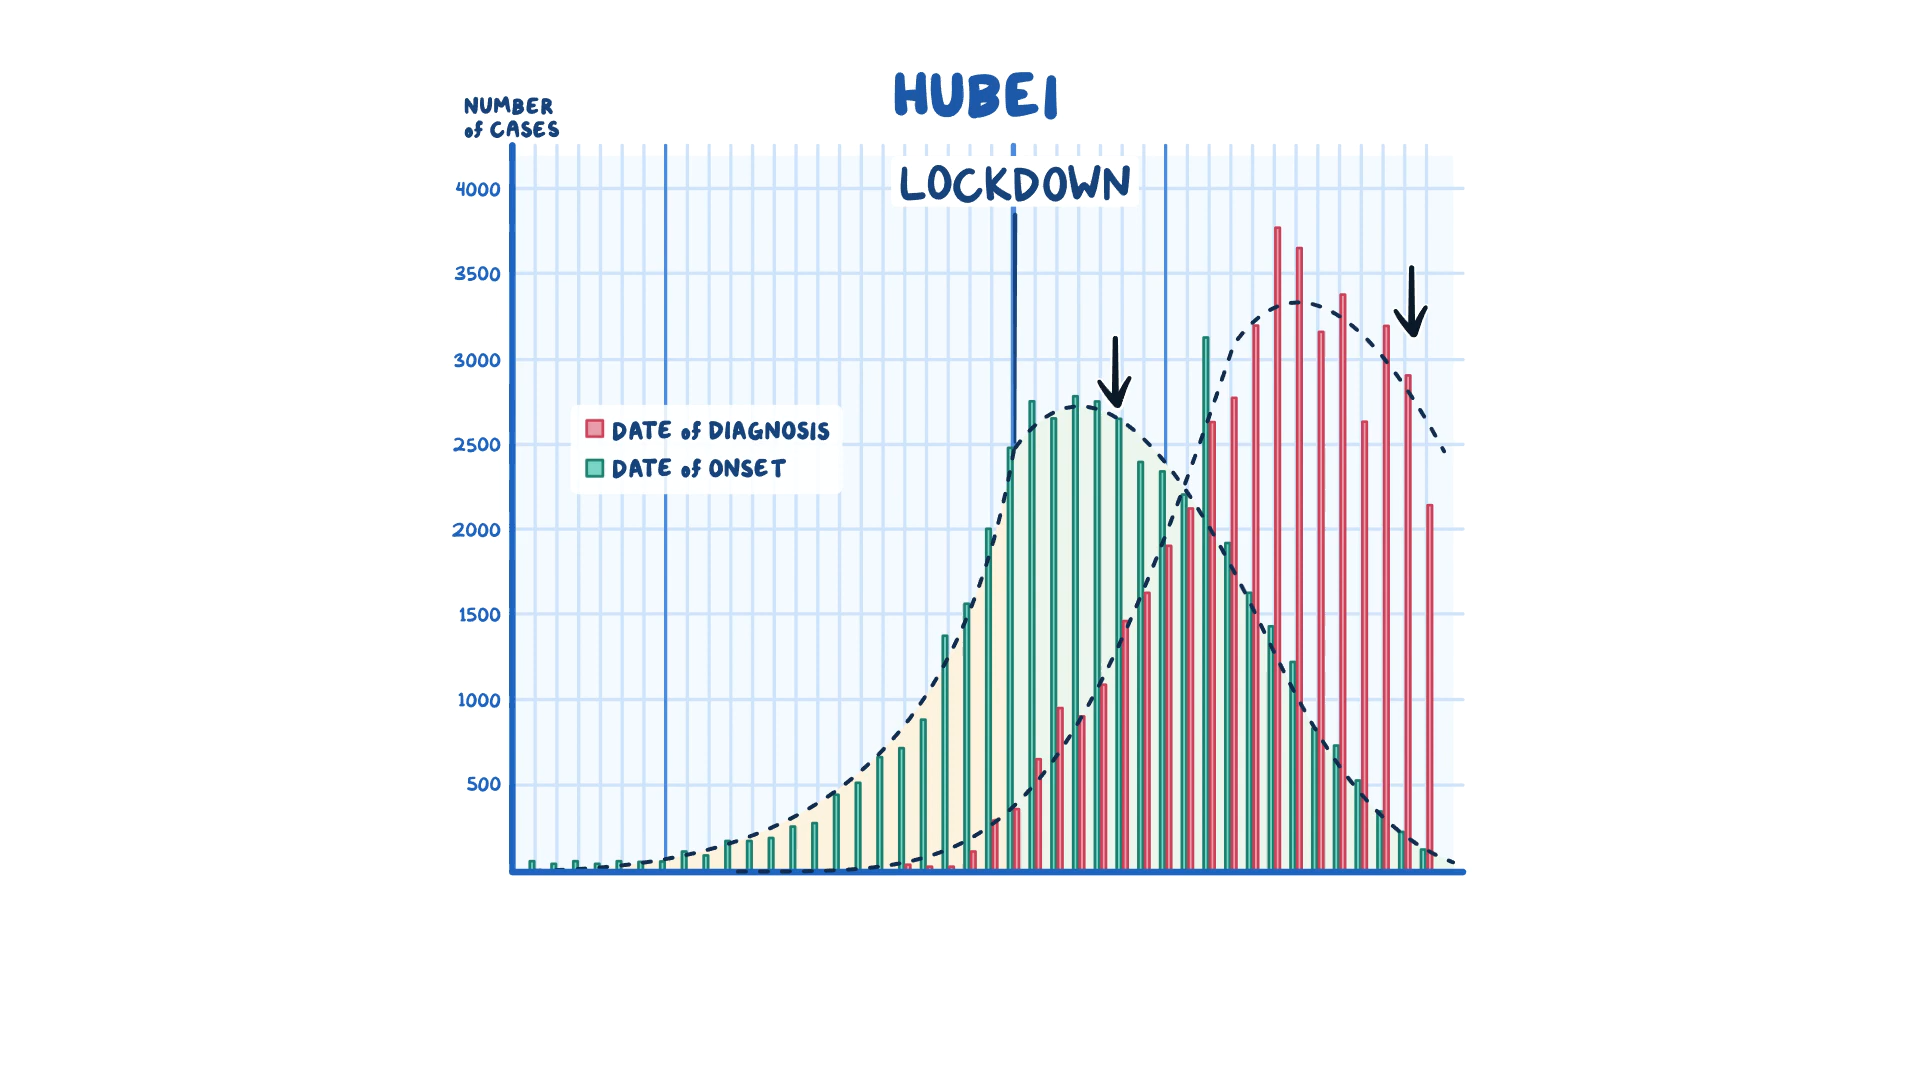 HUBEI
NUMBER
of CASES
LOCKDOWN
4000
3500
3000
2500
2000
1500
1000
500
DATE of DIAGNOSIS
DATE of ONSET